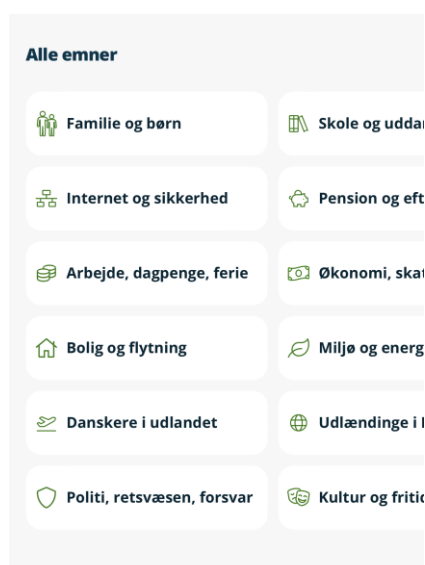 Alle emner
Familie og børn
Skole og
Internet og sikkerhed
Pension og
Arbejde, dagpenge, ferie
Økonomi,
Bolig og flytning
Miljø og
Danskere i udlandet
Udlændinge i
Politi, retsvæsen, forsvar
Kultur og